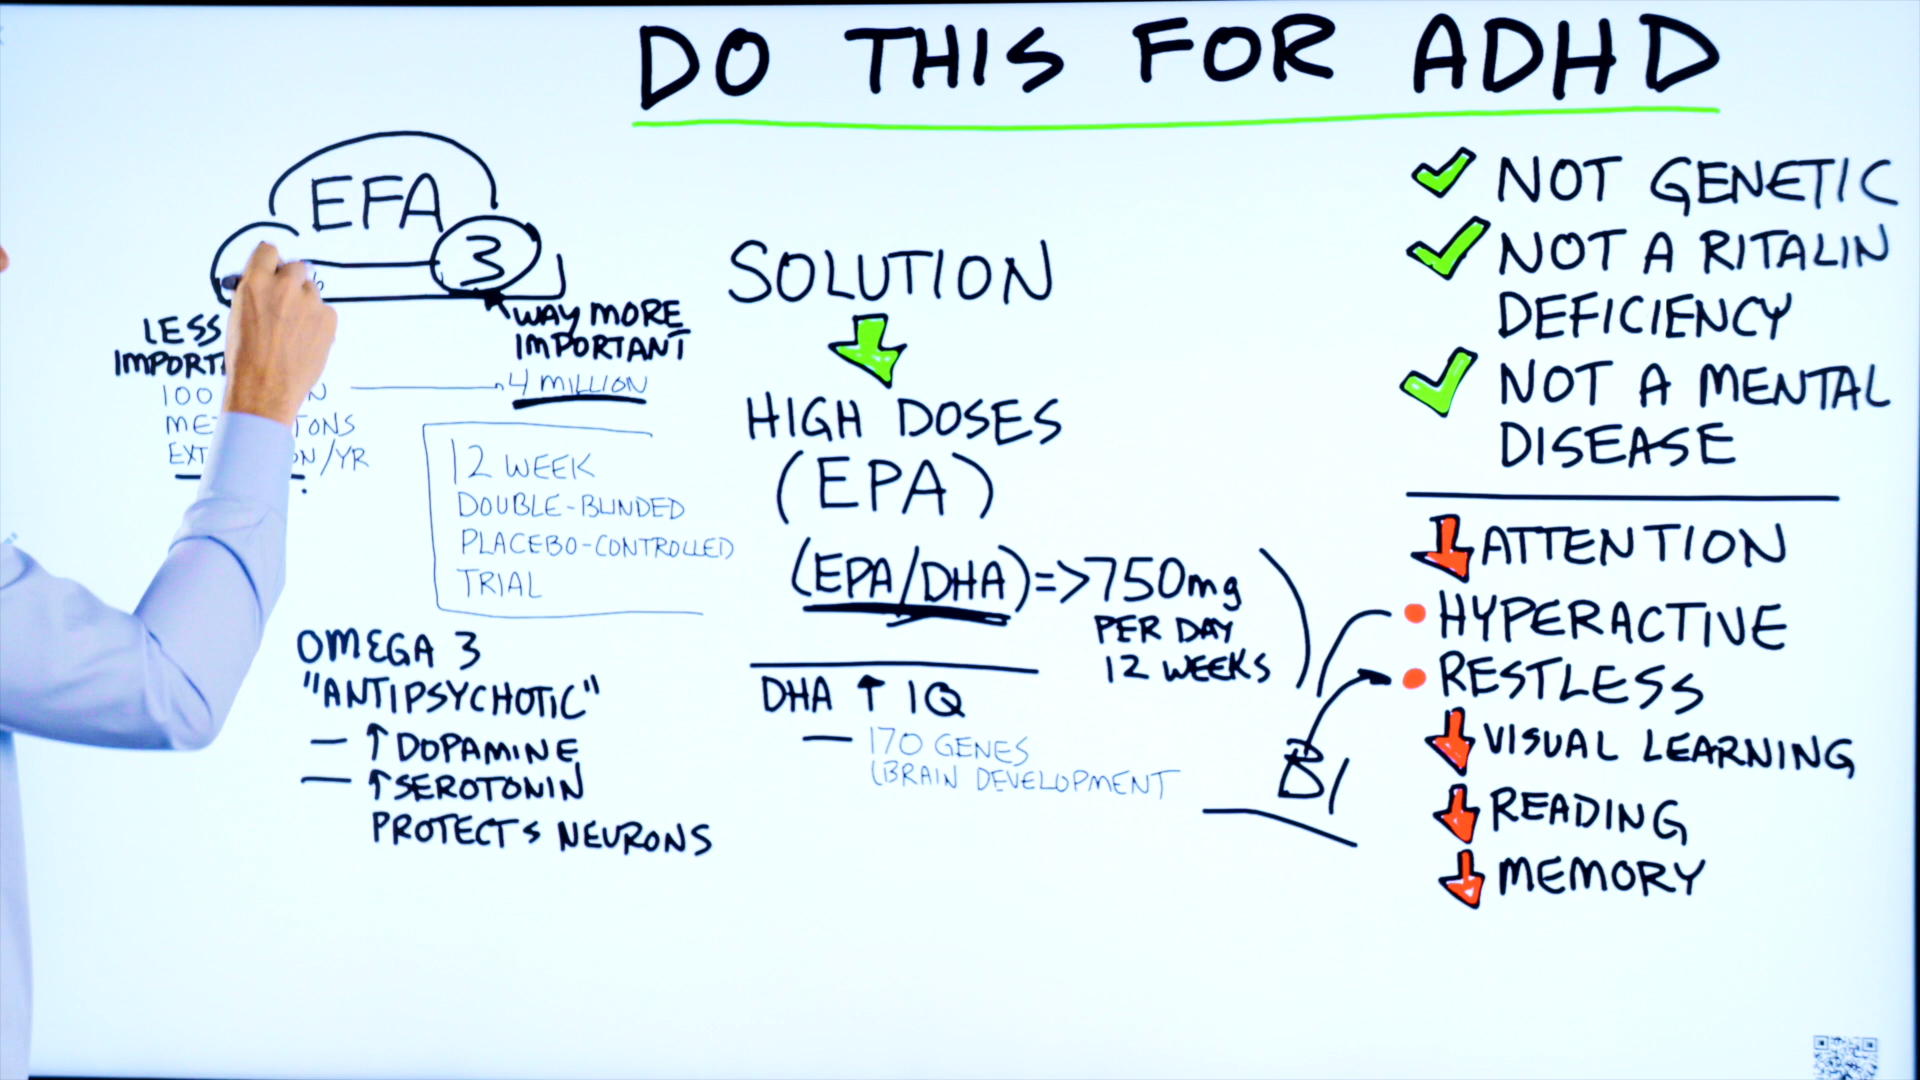 DO THIS FOR ADHD
EFA
3
LESS
WAY MORE
IMPORTANT
100
4 MILLION
TONS
/YR
12 WEEK
DOUBLE-BLINDED
PLACEBO-CONTROLLED
TRIAL
OMEGA 3
"ANTIPSYCHOTIC"
— ↑ DOPAMINE
— ↑ SEROTONIN
PROTECTS NEURONS
SOLUTION
HIGH DOSES
(EPA)
(EPA/DHA) => 750mg
PER DAY
12 WEEKS
DHA ↑ IQ
— 170 GENES
(BRAIN DEVELOPMENT
B1
NOT GENETIC
NOT A RITALIN
DEFICIENCY
NOT A MENTAL
DISEASE
ATTENTION
HYPERACTIVE
RESTLESS
VISUAL LEARNING
READING
MEMORY